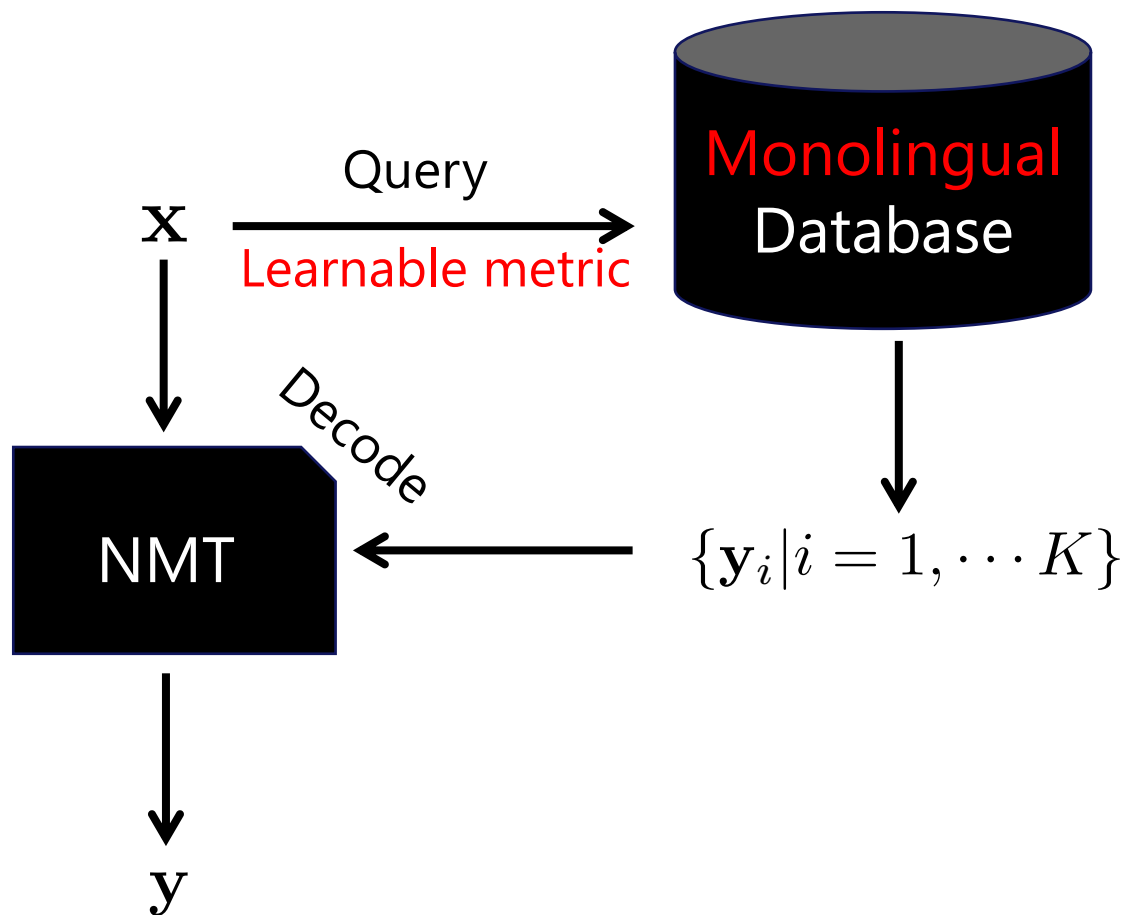 Monolingual
Database
Query
x
Learnable metric
Decode
NMT
{y_i|i = 1, ⋯ K}
y